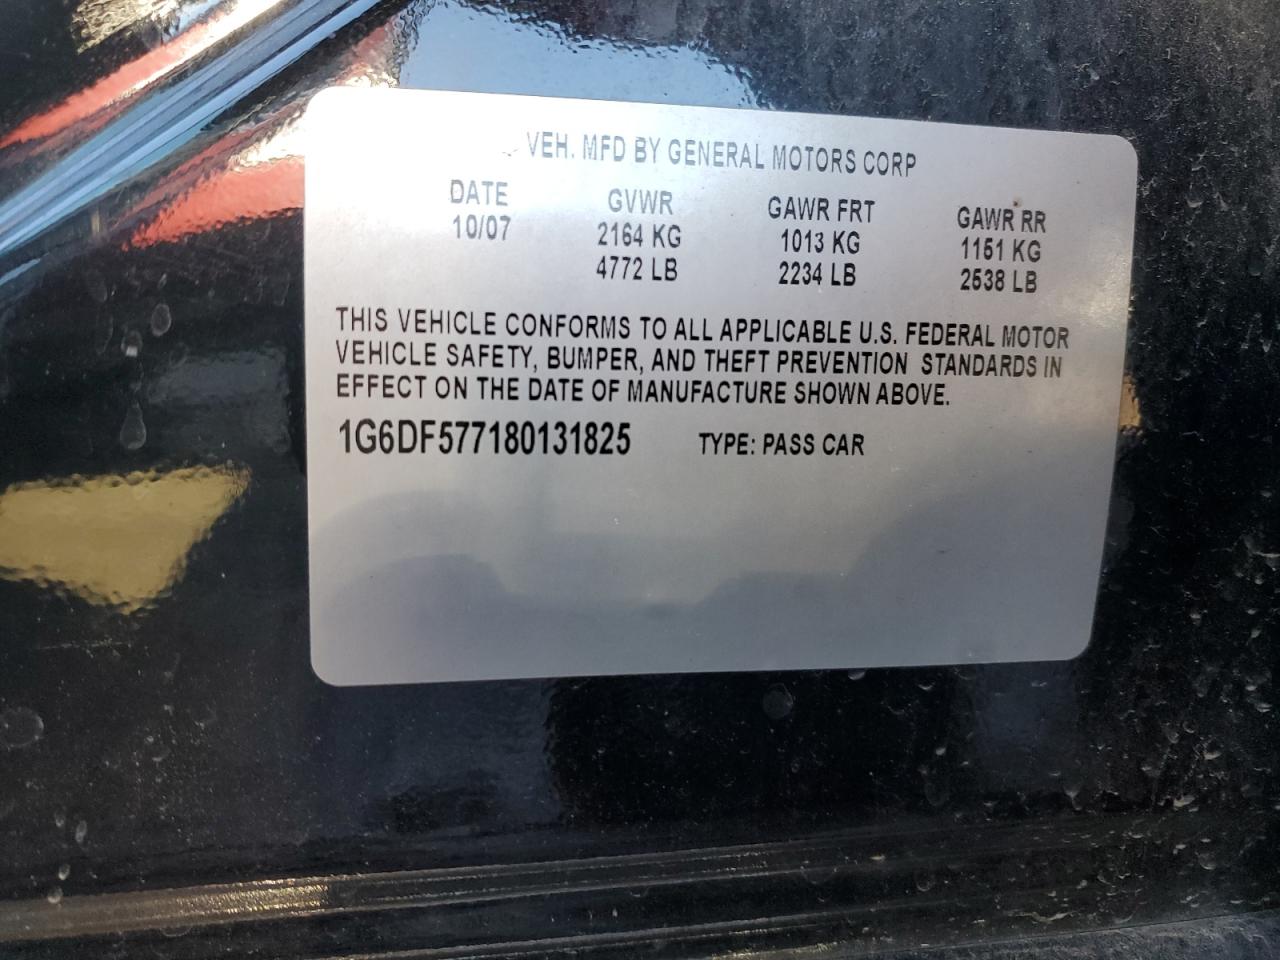 VEH. MFD BY GENERAL MOTORS CORP
DATE GVWR GAWR FRT GAWR RR
10/07 2164 KG 1013 KG 1151 KG
4772 LB 2234 LB 2538 LB
THIS VEHICLE CONFORMS TO ALL APPLICABLE U.S. FEDERAL MOTOR
VEHICLE SAFETY, BUMPER, AND THEFT PREVENTION STANDARDS IN
EFFECT ON THE DATE OF MANUFACTURE SHOWN ABOVE.
1G6DF577180131825 TYPE: PASS CAR